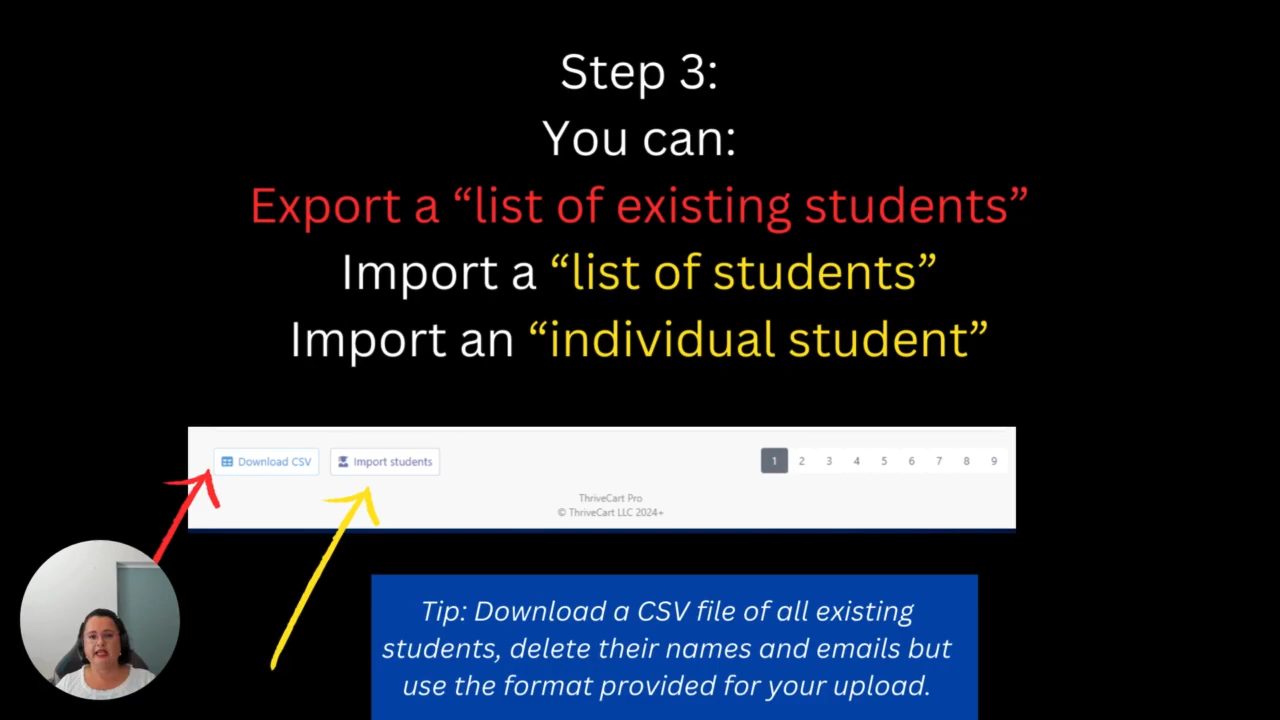 Step 3:
You can:
Export a “list of existing students”
Import a “list of students”
Import an “individual student”
Download CSV
Import students
1 2 3 4 5 6 7 8 9
ThriveCart Pro
© ThriveCart LLC 2024+
Tip: Download a CSV file of all existing
students, delete their names and emails but
use the format provided for your upload.